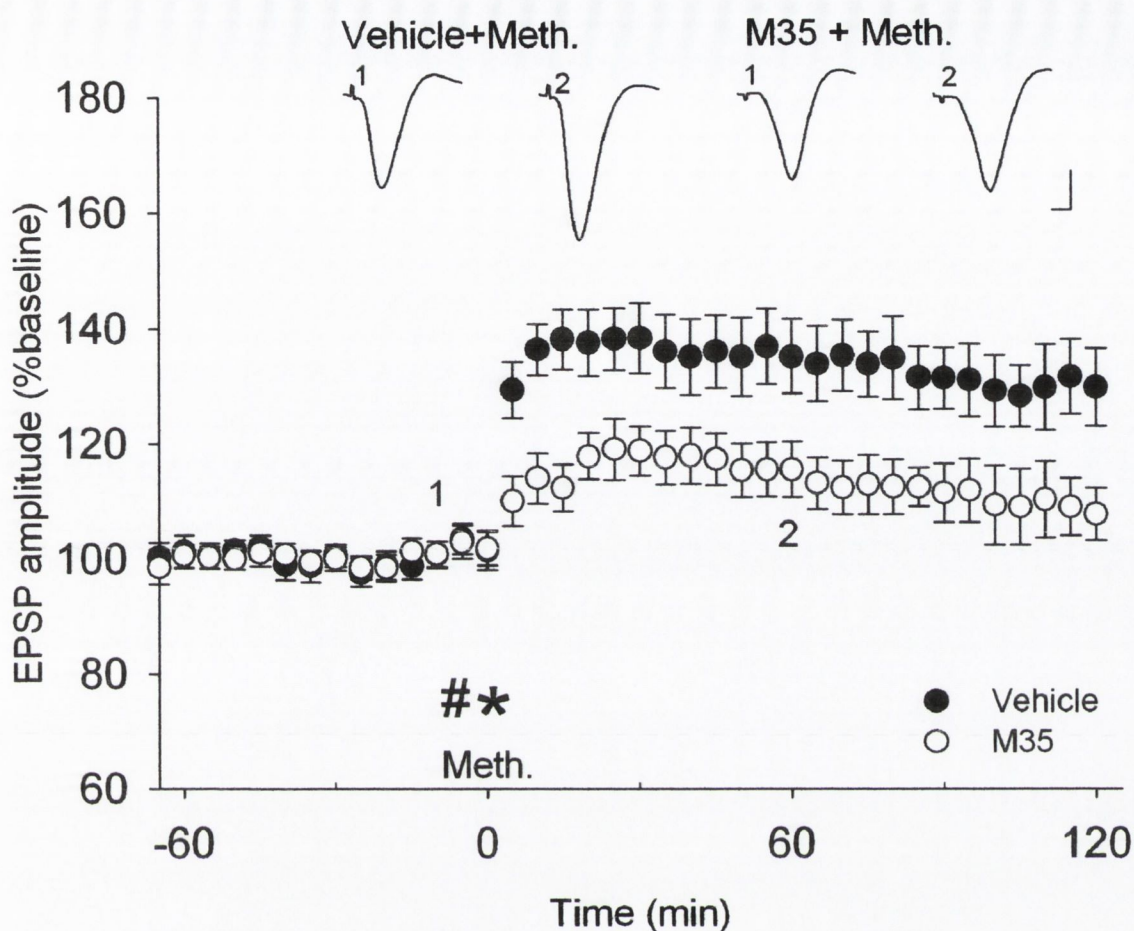 Vehicle+Meth. M35 + Meth.
1 2 1 2
180
160
140
120
100
80
60
EPSP amplitude (%baseline)
1
2
#*
Meth.
Vehicle
M35
-60 0 60 120
Time (min)